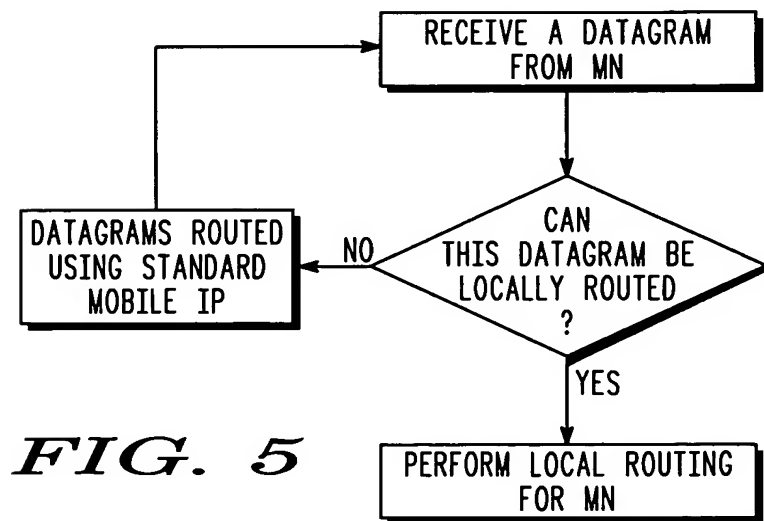 RECEIVE A DATAGRAM
FROM MN
CAN
THIS DATAGRAM BE
LOCALLY ROUTED
?
NO
DATAGRAMS ROUTED
USING STANDARD
MOBILE IP
YES
PERFORM LOCAL ROUTING
FOR MN
FIG. 5